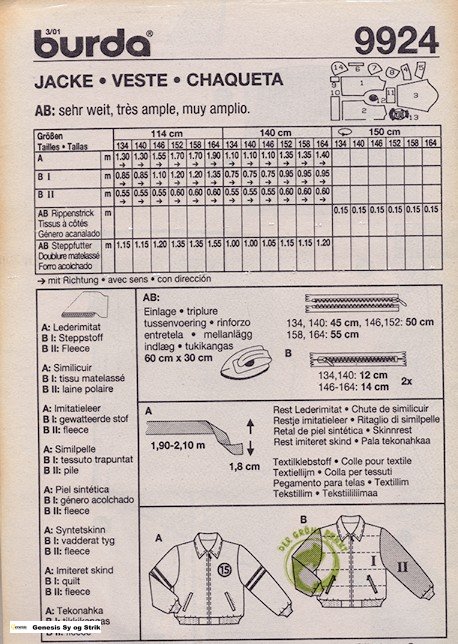 3/01
burda® 9924
JACKE • VESTE • CHAQUETA
AB: sehr weit, très ample, muy amplio.
Größen
Tailles • Tallas
114 cm 140 cm 150 cm
134 140 146 152 158 164 134 140 146 152 158 164 134 140 146 152 158 164
A m 1.30 1.30 1.55 1.70 1.70 1.90 1.10 1.10 1.10 1.35 1.35 1.40
B I m 0.85 0.85 1.10 1.20 1.20 1.35 0.75 0.75 0.75 0.95 0.95 0.95
B II m 0.55 0.55 0.55 0.60 0.60 0.60 0.55 0.55 0.55 0.60 0.60 0.60
AB Rippenstrick m 0.15 0.15 0.15 0.15 0.15 0.15
Tissus à côtés
Género acanalado
AB Steppfutter m 1.15 1.15 1.20 1.35 1.55 1.55 1.00 1.00 1.05 1.15 1.15 1.20
Doublure matelassé
Forro acolchado
→ mit Richtung • avec sens • con dirección
A: Lederimitat
B I: Steppstoff
B II: Fleece
A: Similicuir
B I: tissu matelassé
B II: laine polaire
A: Imitatieleer
B I: gewatteerde stof
B II: fleece
A: Similpelle
B I: tessuto trapuntat
B II: pile
A: Piel sintética
B I: género acolchado
B II: fleece
A: Syntetskinn
B I: vadderat tyg
B II: fleece
A: Imiteret skind
B I: quilt
B II: fleece
A: Tekonahka
B II: fleece
AB:
Einlage • triplure
tussenvoering • rinforzo
entretela • mellanlägg
indlæg • tukikangas
60 cm x 30 cm
134, 140: 45 cm, 146,152: 50 cm
158, 164: 55 cm
B
134,140: 12 cm
146-164: 14 cm 2x
A
1,90-2,10 m
1,8 cm
Rest Lederimitat • Chute de similicuir
Restje imitatieleer • Ritaglio di similpelle
Retal de piel sintética • Skinnrest
Rest imiteret skind • Pala tekonahkaa
Textilklebstoff • Colle pour textile
Textiellijm • Colla per tessuti
Pegamento para telas • Textillim
Tekstillim • Tekstiililiimaa
A
15
B
I
II
DER GRÜNE PUNKT
Genesis Sy og Strik